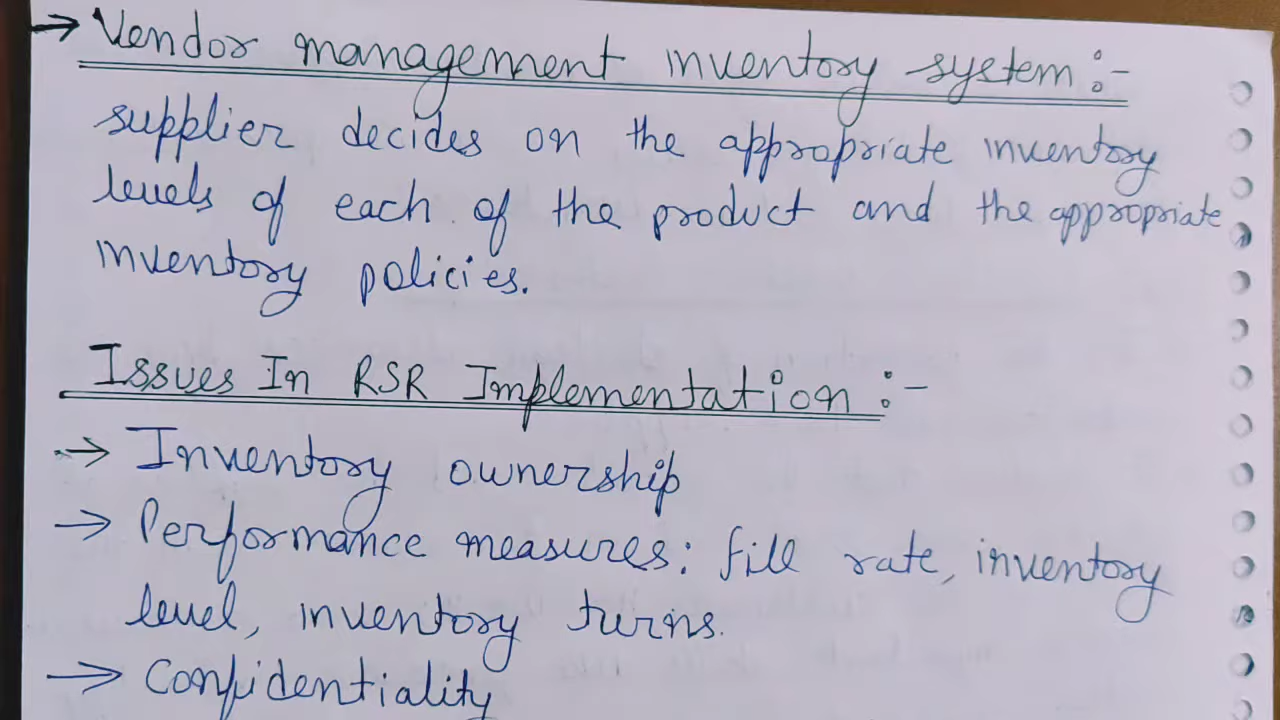 → Vendor management inventory system :-
supplier decides on the appropriate inventory
levels of each of the product and the appropriate
inventory policies.
Issues In RSR Implementation :-
→ Inventory ownership
→ Performance measures: fill rate, inventory
level, inventory turns.
→ Confidentiality